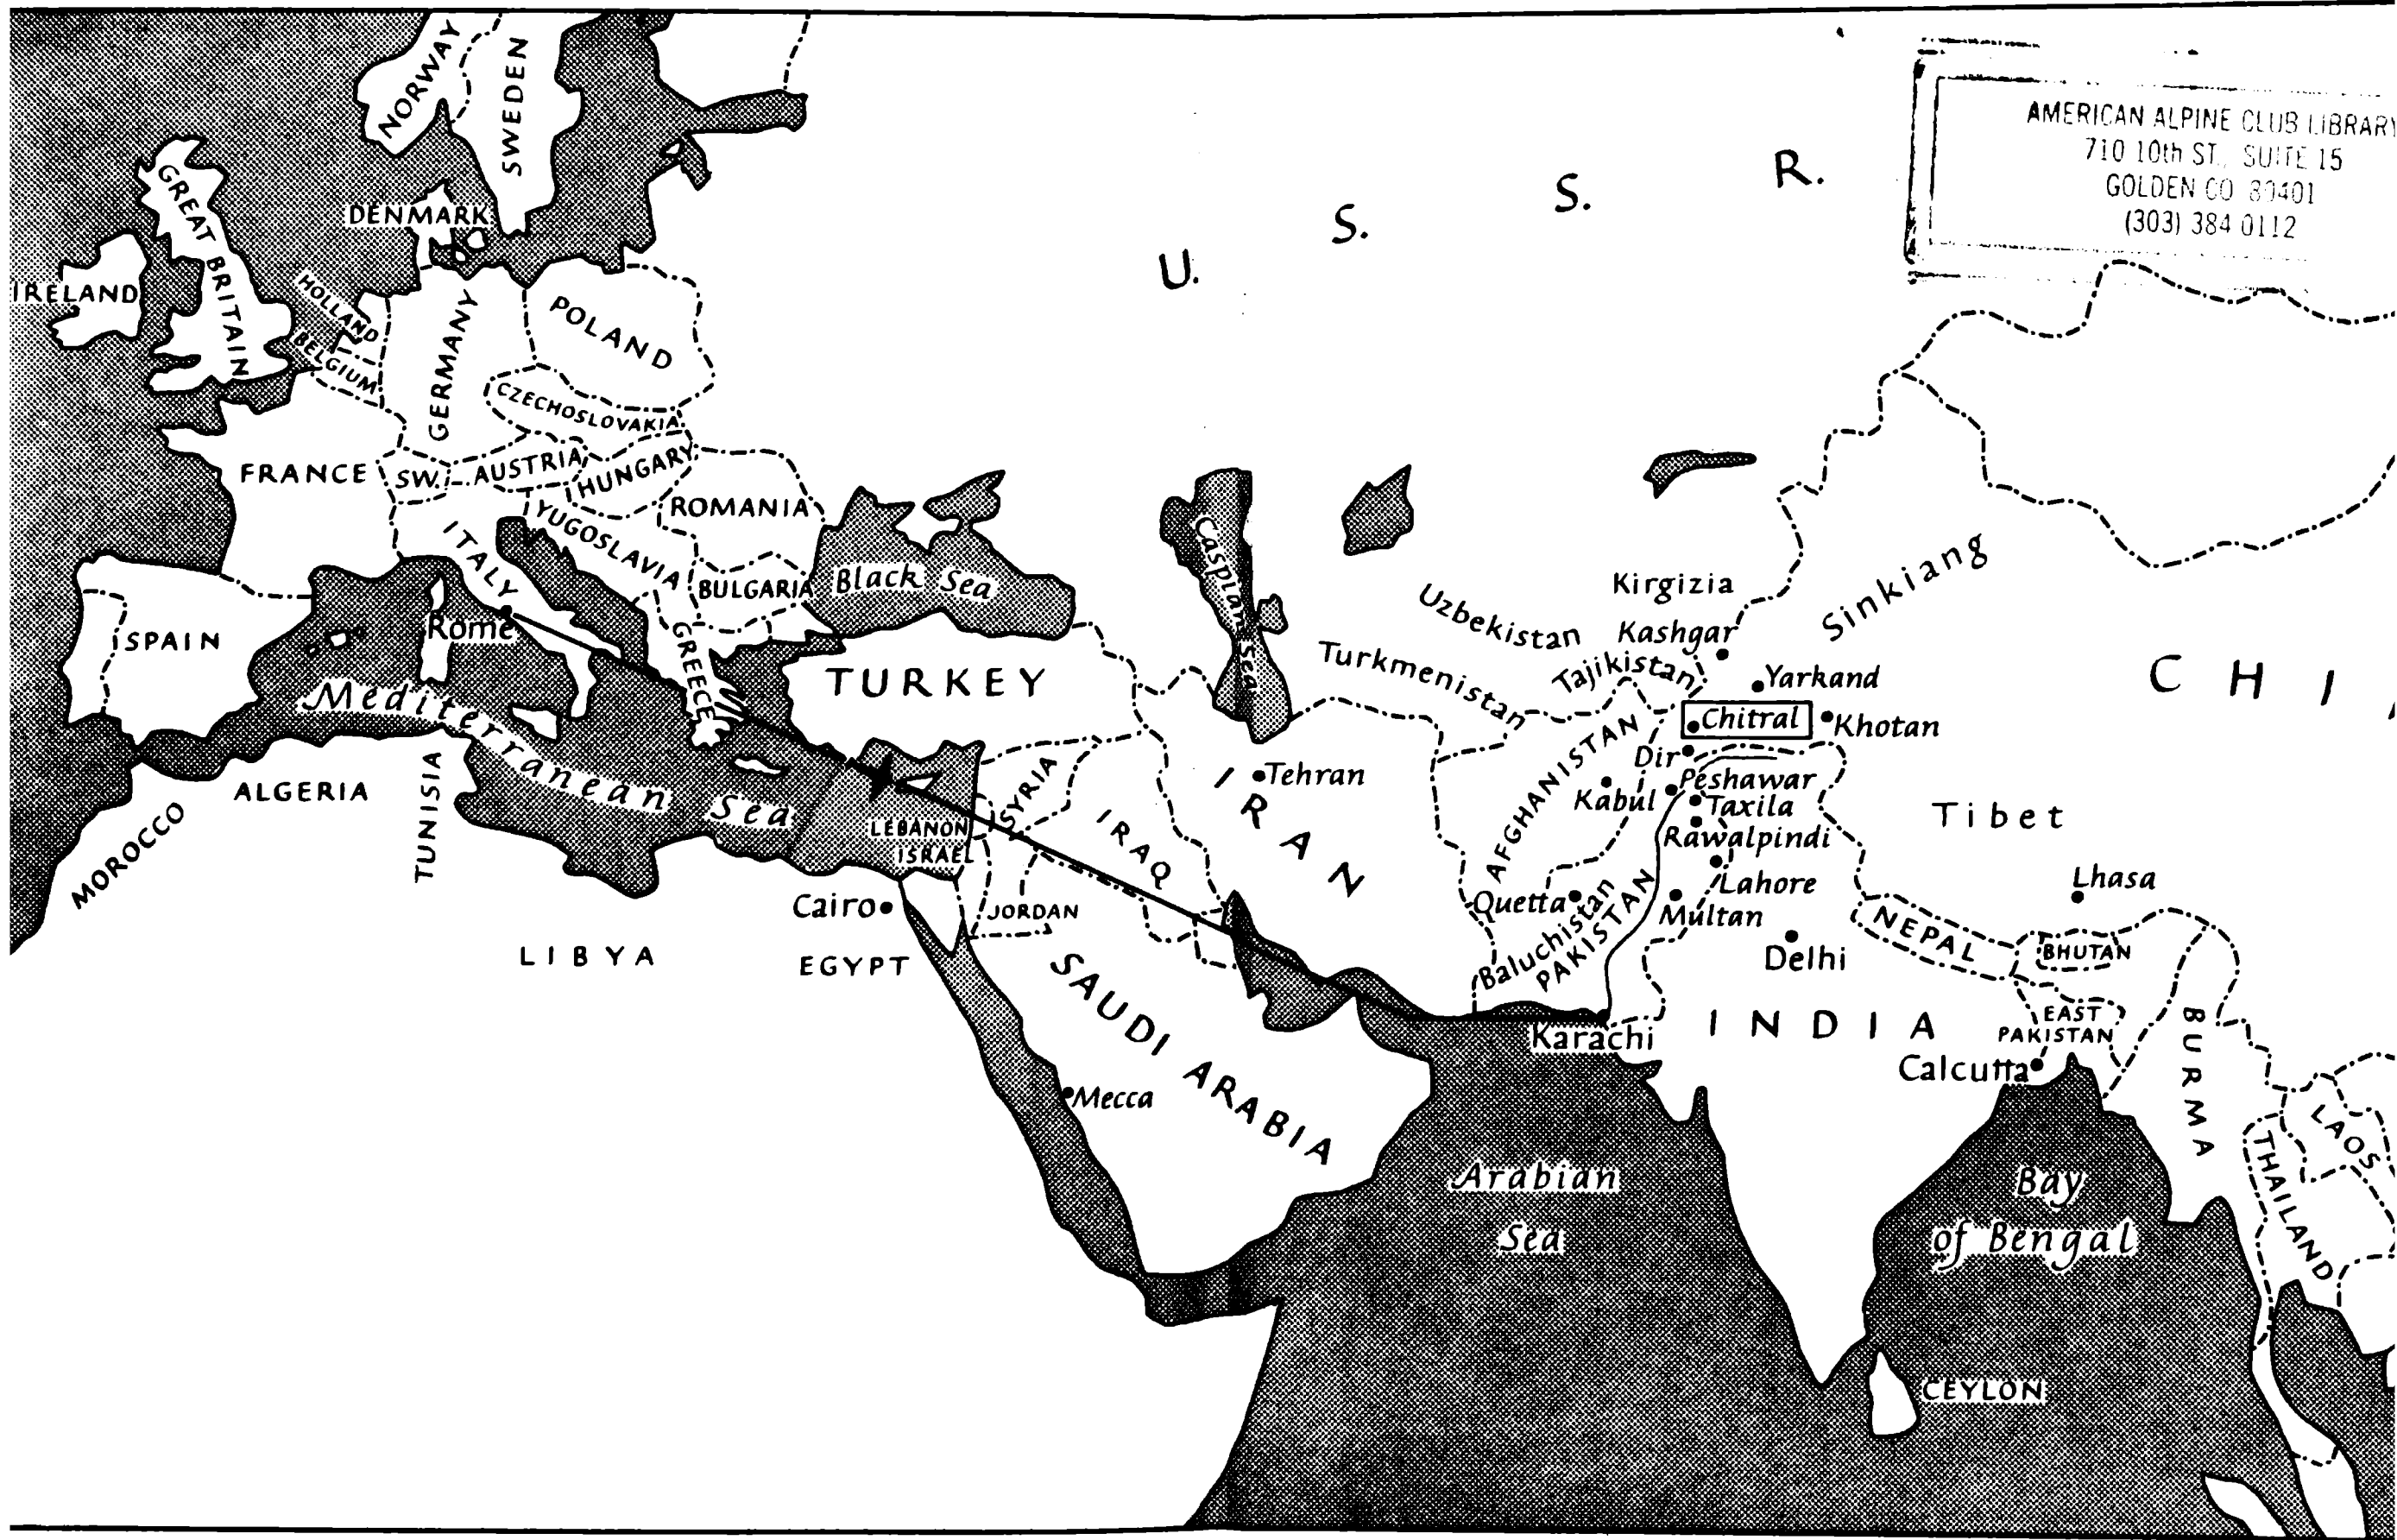 NORWAY
SWEDEN
AMERICAN ALPINE CLUB LIBRARY
710 10th ST., SUITE 15
GOLDEN CO 80401
(303) 384 0112
GREAT BRITAIN
DENMARK
U. S. S. R.
IRELAND
HOLLAND
BELGIUM
GERMANY
POLAND
CZECHOSLOVAKIA
FRANCE
SW.
AUSTRIA
HUNGARY
ROMANIA
ITALY
YUGOSLAVIA
BULGARIA
Black Sea
Caspian Sea
SPAIN
Rome
GREECE
TURKEY
Uzbekistan
Kirgizia
Sinkiang
Turkmenistan
Tajikistan
Kashgar
Yarkand
CHI
Mediterranean Sea
Chitral
Khotan
Dir
AFGHANISTAN
Kabul
Peshawar
Taxila
Rawalpindi
Tibet
MOROCCO
ALGERIA
TUNISIA
SYRIA
LEBANON
ISRAEL
IRAQ
IRAN
Tehran
Lahore
Lhasa
Quetta
Baluchistan
PAKISTAN
Multan
Delhi
NEPAL
BHUTAN
Cairo
JORDAN
LIBYA
EGYPT
SAUDI ARABIA
Karachi
INDIA
EAST
PAKISTAN
Calcutta
BURMA
Mecca
LAOS
THAILAND
Arabian
Sea
Bay
of Bengal
CEYLON